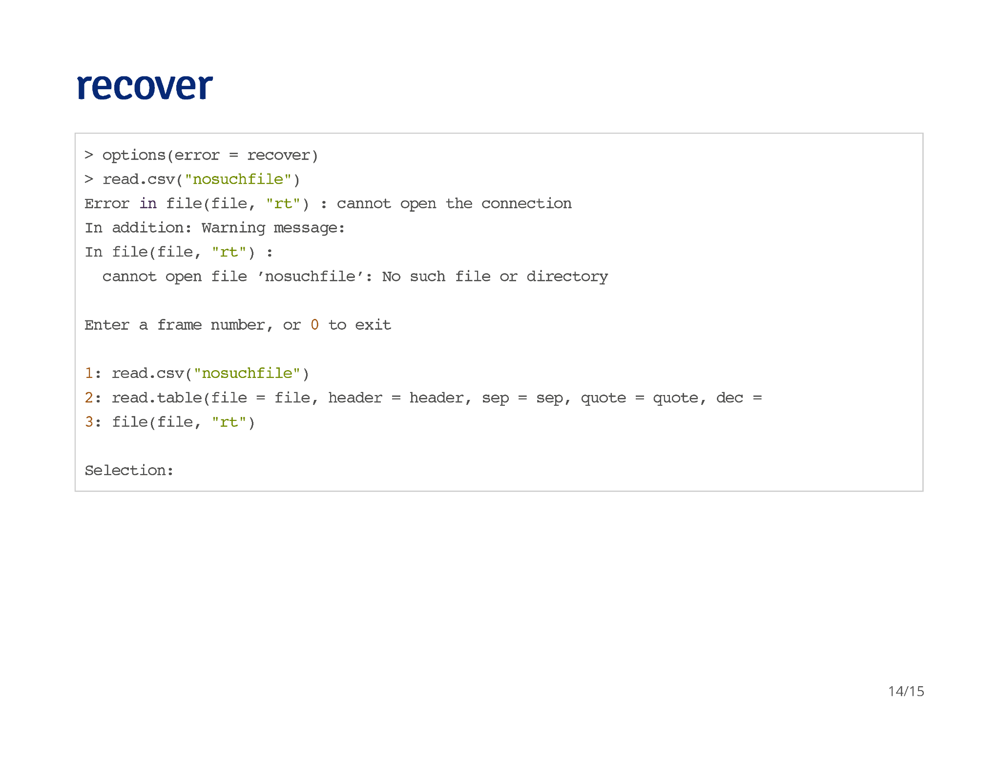 recover
> options(error = recover)
> read.csv("nosuchfile")
Error in file(file, "rt") : cannot open the connection
In addition: Warning message:
In file(file, "rt") :
  cannot open file ’nosuchfile’: No such file or directory
Enter a frame number, or 0 to exit
1: read.csv("nosuchfile")
2: read.table(file = file, header = header, sep = sep, quote = quote, dec =
3: file(file, "rt")
Selection:
14/15